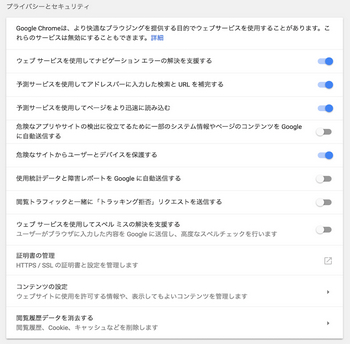 プライバシーとセキュリティ
Google Chromeは、より快適なブラウジングを提供する目的でウェブサービスを使用することがあります。こ
れらのサービスは無効にすることもできます。詳細
ウェブ サービスを使用してナビゲーション エラーの解決を支援する
予測サービスを使用してアドレスバーに入力した検索と URL を補完する
予測サービスを使用してページをより迅速に読み込む
危険なアプリやサイトの検出に役立てるために一部のシステム情報やページのコンテンツを Google
に自動送信する
危険なサイトからユーザーとデバイスを保護する
使用統計データと障害レポートを Google に自動送信する
閲覧トラフィックと一緒に「トラッキング拒否」リクエストを送信する
ウェブ サービスを使用してスペルミスの解決を支援する
ユーザーがブラウザに入力した内容を Google に送信し、高度なスペルチェックを行います
証明書の管理
HTTPS / SSL の証明書と設定を管理します
コンテンツの設定
ウェブサイトに使用を許可する情報や、表示してもよいコンテンツを管理します
閲覧履歴データを消去する
閲覧履歴、Cookie、キャッシュなどを削除します